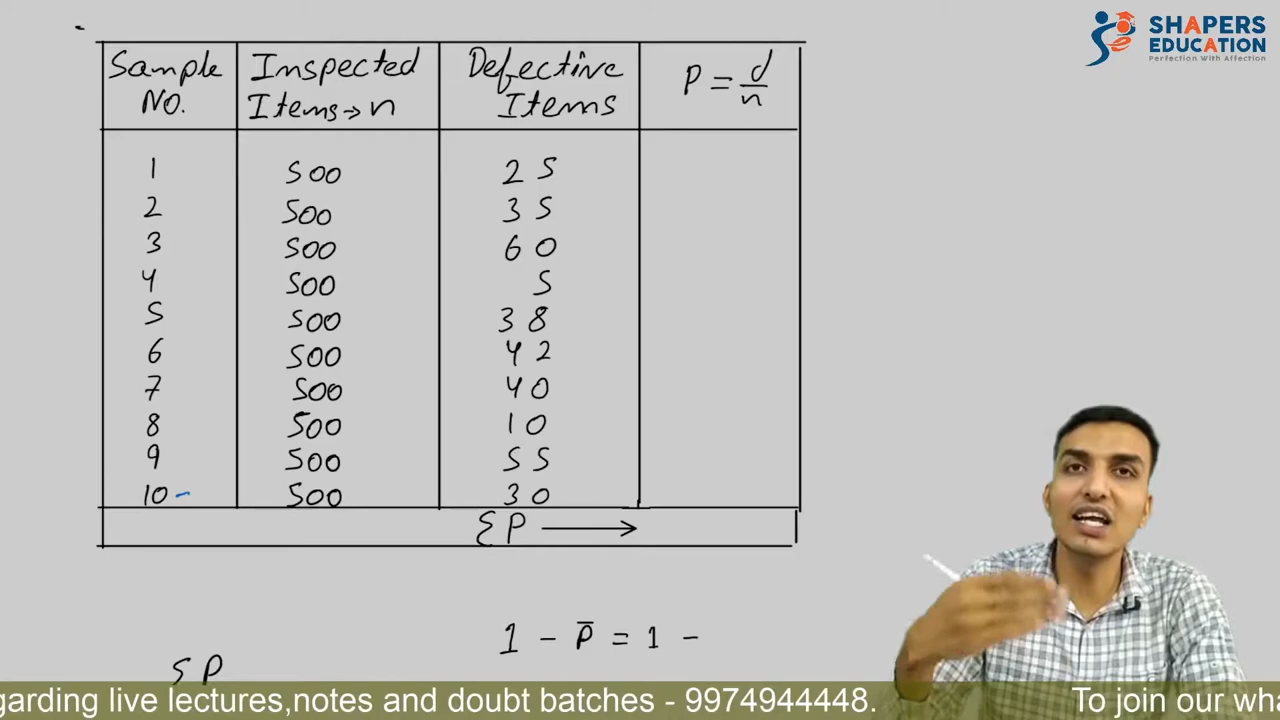 SHAPERS
EDUCATION
Perfection With Affection
Sample No. Inspected Items → n Defective Items P = d/n
1 500 25
2 500 35
3 500 60
4 500 5
5 500 38
6 500 42
7 500 40
8 500 10
9 500 55
10 - 500 30
ΣP →
1 - p̄ = 1 -
ΣP
garding live lectures,notes and doubt batches - 9974944448. To join our wha